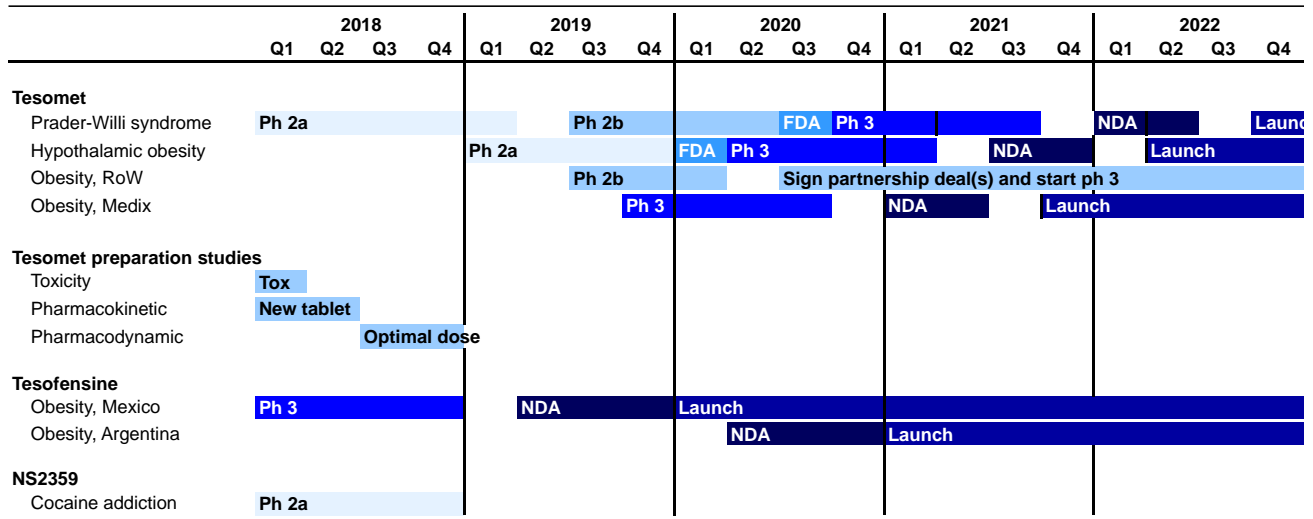 2018 2019 2020 2021 2022
Q1 Q2 Q3 Q4 Q1 Q2 Q3 Q4 Q1 Q2 Q3 Q4 Q1 Q2 Q3 Q4 Q1 Q2 Q3 Q4
Tesomet
Prader-Willi syndrome Ph 2a Ph 2b FDA Ph 3 NDA Launc
Hypothalamic obesity Ph 2a FDA Ph 3 NDA Launch
Obesity, RoW Ph 2b Sign partnership deal(s) and start ph 3
Obesity, Medix Ph 3 NDA Launch
Tesomet preparation studies
Toxicity Tox
Pharmacokinetic New tablet
Pharmacodynamic Optimal dose
Tesofensine
Obesity, Mexico Ph 3 NDA Launch
Obesity, Argentina NDA Launch
NS2359
Cocaine addiction Ph 2a